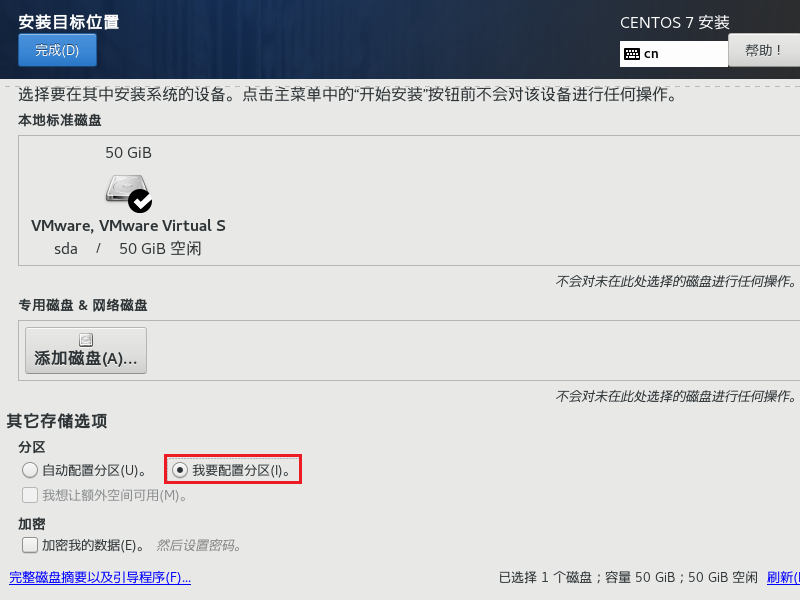 安装目标位置
CENTOS 7 安装
完成(D)
cn
帮助！
选择要在其中安装系统的设备。点击主菜单中的“开始安装”按钮前不会对该设备进行任何操作。
本地标准磁盘
50 GiB
VMware, VMware Virtual S
sda / 50 GiB 空闲
不会对未在此处选择的磁盘进行任何操作。
专用磁盘 & 网络磁盘
添加磁盘(A)...
不会对未在此处选择的磁盘进行任何操作。
其它存储选项
分区
自动配置分区(U)。 我要配置分区(I)。
我想让额外空间可用(M)。
加密
加密我的数据(E)。 然后设置密码。
完整磁盘摘要以及引导程序(F)... 已选择 1 个磁盘；容量 50 GiB；50 GiB 空闲 刷新(